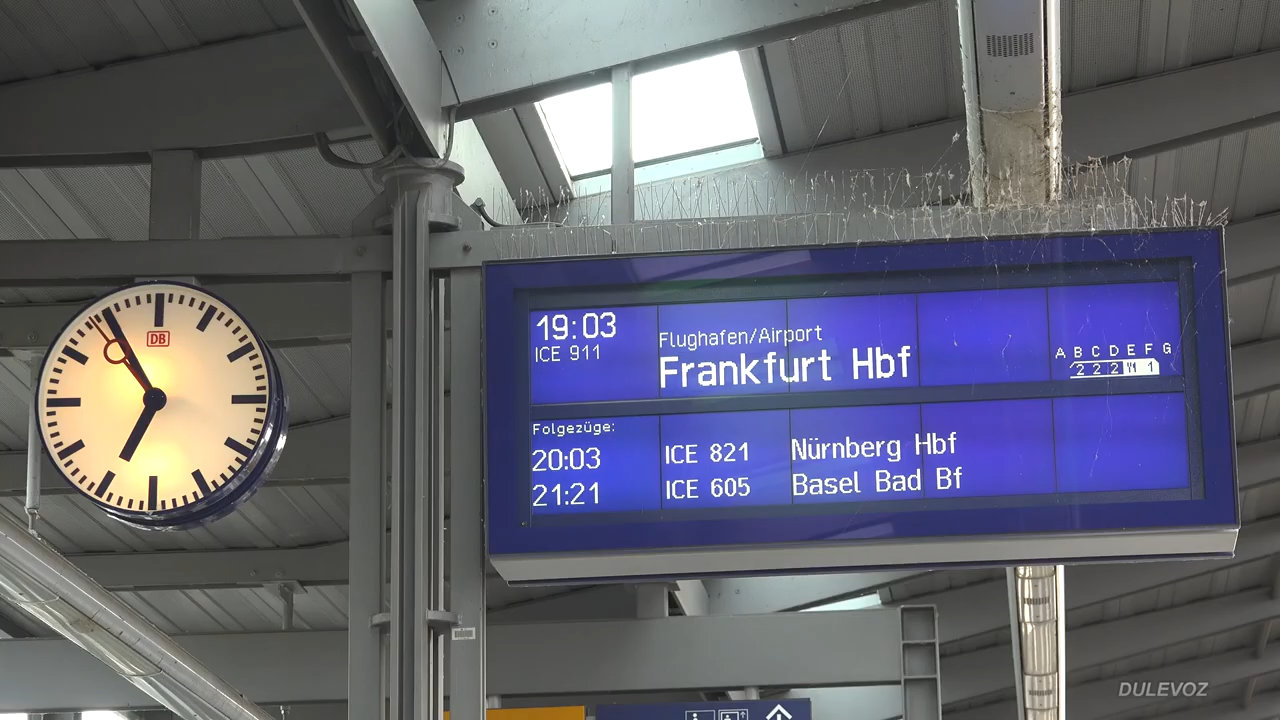 DB
19:03
ICE 911
Flughafen/Airport
Frankfurt Hbf
A B C D E F G
2 2 2 1
Folgezüge:
20:03 ICE 821 Nürnberg Hbf
21:21 ICE 605 Basel Bad Bf
DULEVOZ